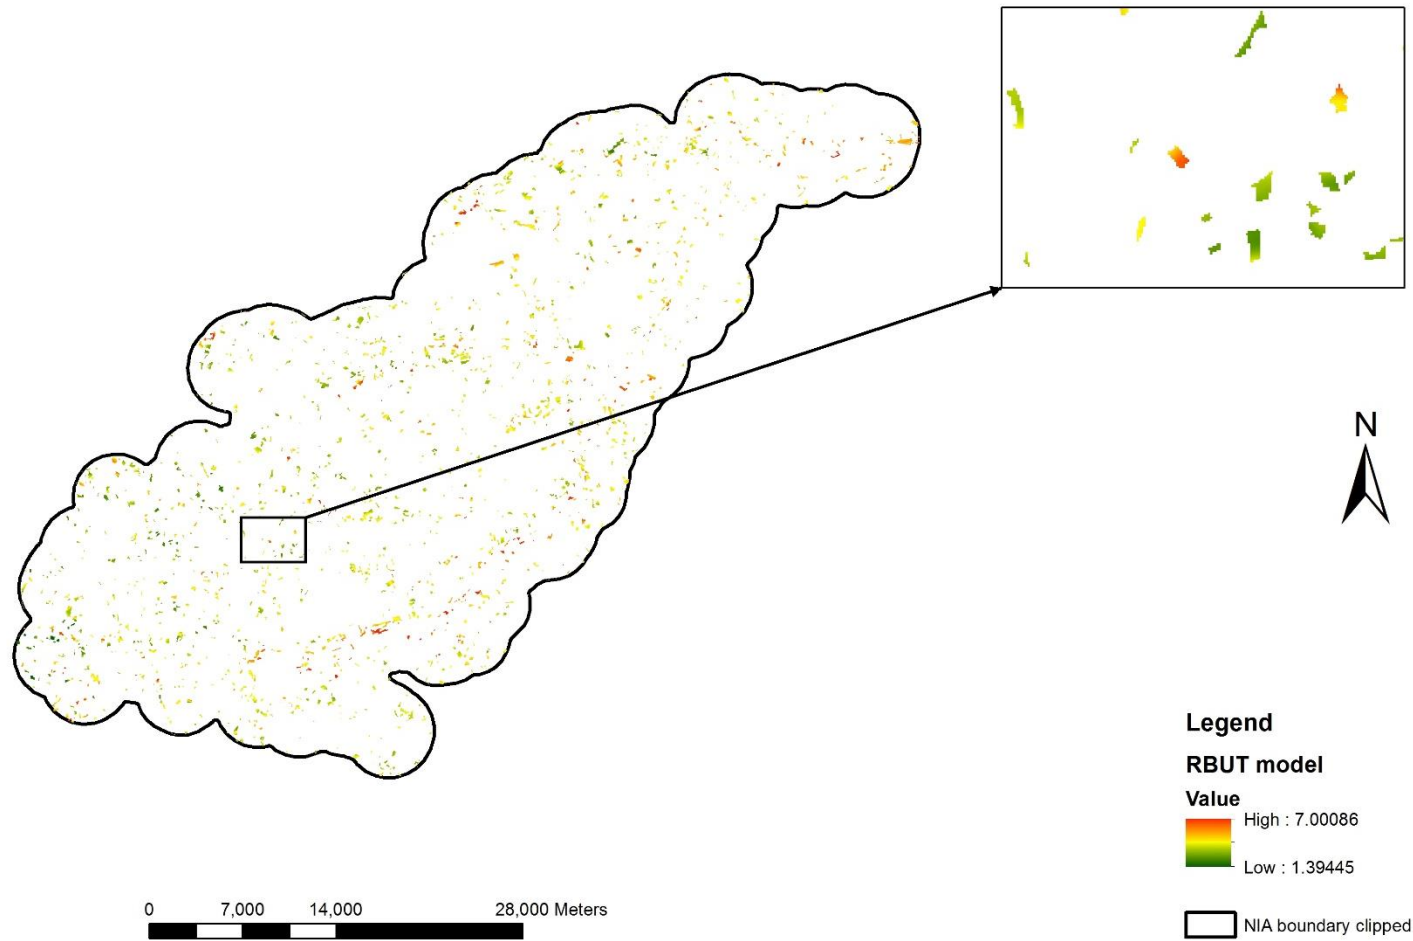 N
Legend
RBUT model
Value
High : 7.00086
Low : 1.39445
NIA boundary clipped
0 7,000 14,000 28,000 Meters